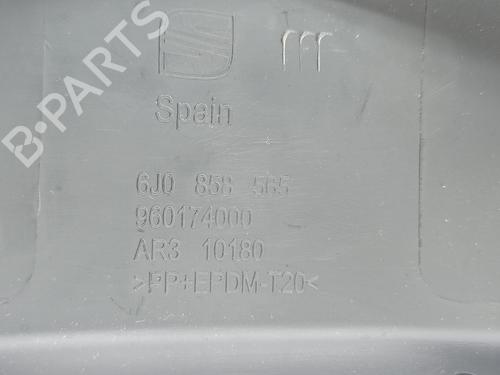 B-PARTS
Spain
6J0 858 565
960174000
AR3 10180
>PP+EPDM-T20<